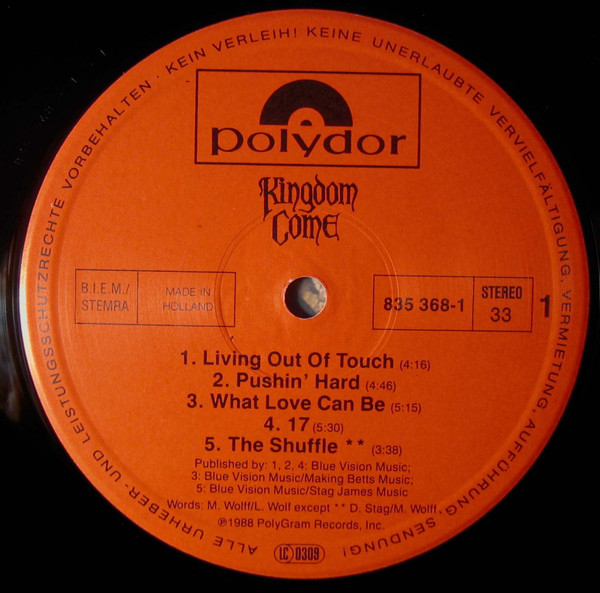 ALLE URHEBER- UND LEISTUNGSSCHUTZRECHTE VORBEHALTEN · KEIN VERLEIH! KEINE UNERLAUBTE VERVIELFÄLTIGUNG, VERMIETUNG, AUFFÜHRUNG, SENDUNG!
polydor
Kingdom
Come
B.I.E.M./
STEMRA
MADE IN
HOLLAND
835 368-1
STEREO
33
1
1. Living Out Of Touch (4:16)
2. Pushin' Hard (4:46)
3. What Love Can Be (5:15)
4. 17 (5:30)
5. The Shuffle ** (3:38)
Published by: 1, 2, 4: Blue Vision Music;
3: Blue Vision Music/Making Betts Music;
5: Blue Vision Music/Stag James Music
Words: M. Wolff/L. Wolf except ** D. Stag/M. Wolff.
℗1988 PolyGram Records, Inc.
LC 0309